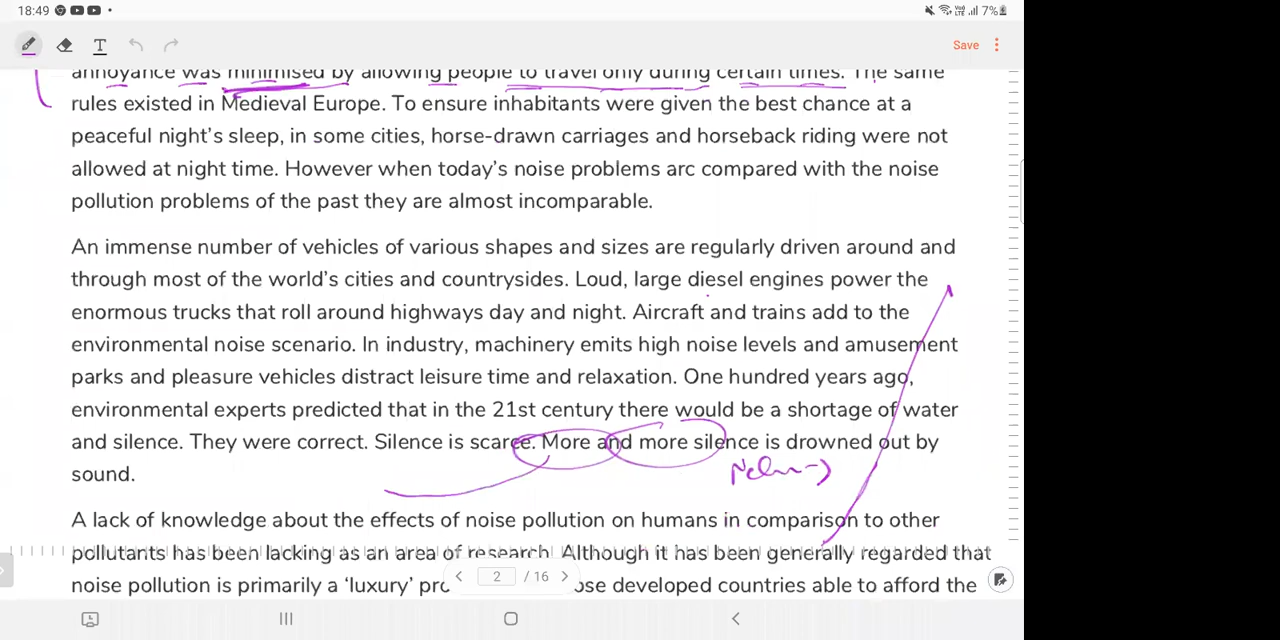 18:49
7%
T
Save
annoyance was minimised by allowing people to travel only during certain times. The same
rules existed in Medieval Europe. To ensure inhabitants were given the best chance at a
peaceful night's sleep, in some cities, horse-drawn carriages and horseback riding were not
allowed at night time. However when today's noise problems arc compared with the noise
pollution problems of the past they are almost incomparable.
An immense number of vehicles of various shapes and sizes are regularly driven around and
through most of the world's cities and countrysides. Loud, large diesel engines power the
enormous trucks that roll around highways day and night. Aircraft and trains add to the
environmental noise scenario. In industry, machinery emits high noise levels and amusement
parks and pleasure vehicles distract leisure time and relaxation. One hundred years ago,
environmental experts predicted that in the 21st century there would be a shortage of water
and silence. They were correct. Silence is scarce. More and more silence is drowned out by
sound.
A lack of knowledge about the effects of noise pollution on humans in comparison to other
pollutants has been lacking as an area of research. Although it has been generally regarded that
noise pollution is primarily a 'luxury' developed countries able to afford the
2 / 16